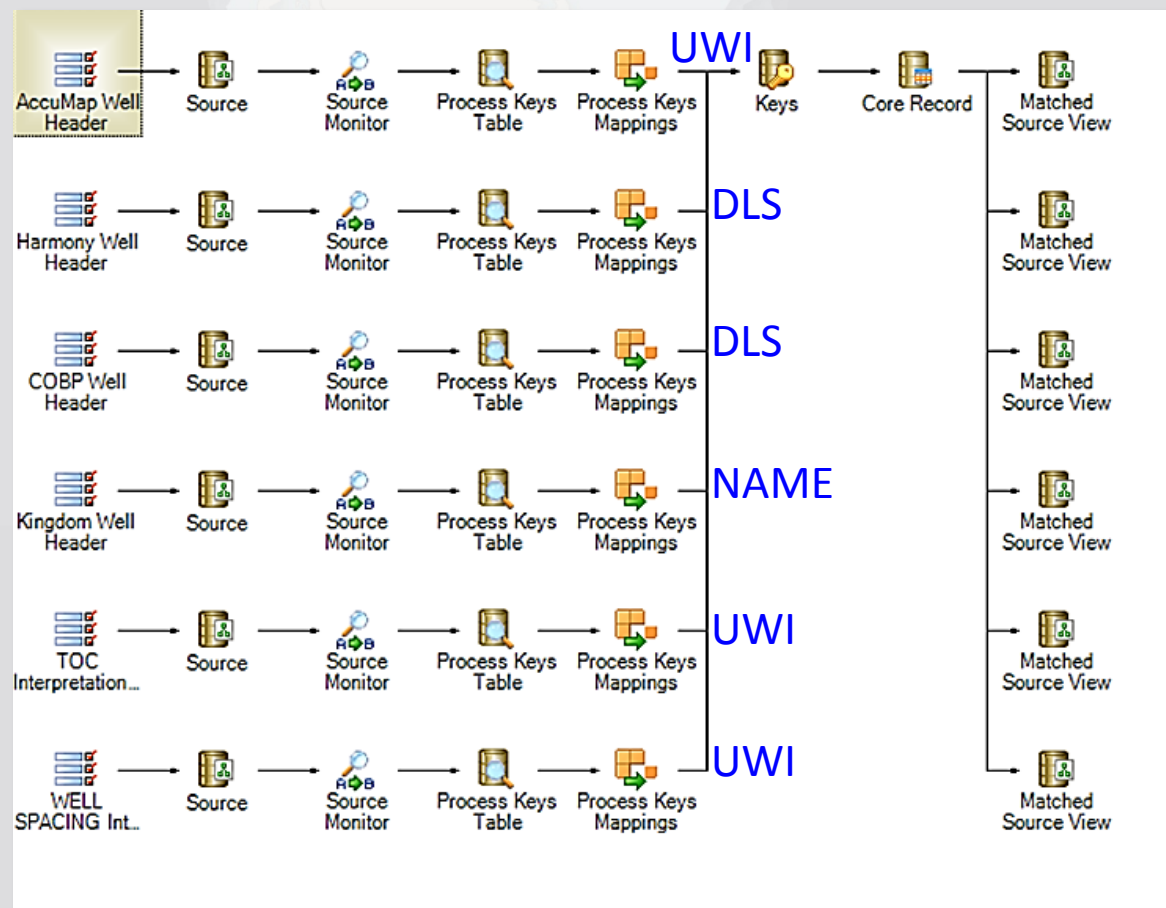 UWI
AccuMap Well
Header
Source
Source
Monitor
Process Keys
Table
Process Keys
Mappings
Keys
Core Record
Matched
Source View
A B
DLS
Harmony Well
Header
Source
Source
Monitor
Process Keys
Table
Process Keys
Mappings
Matched
Source View
A B
DLS
COBP Well
Header
Source
Source
Monitor
Process Keys
Table
Process Keys
Mappings
Matched
Source View
A B
NAME
Kingdom Well
Header
Source
Source
Monitor
Process Keys
Table
Process Keys
Mappings
Matched
Source View
A B
UWI
TOC
Interpretation...
Source
Source
Monitor
Process Keys
Table
Process Keys
Mappings
Matched
Source View
A B
UWI
WELL
SPACING Int...
Source
Source
Monitor
Process Keys
Table
Process Keys
Mappings
Matched
Source View
A B